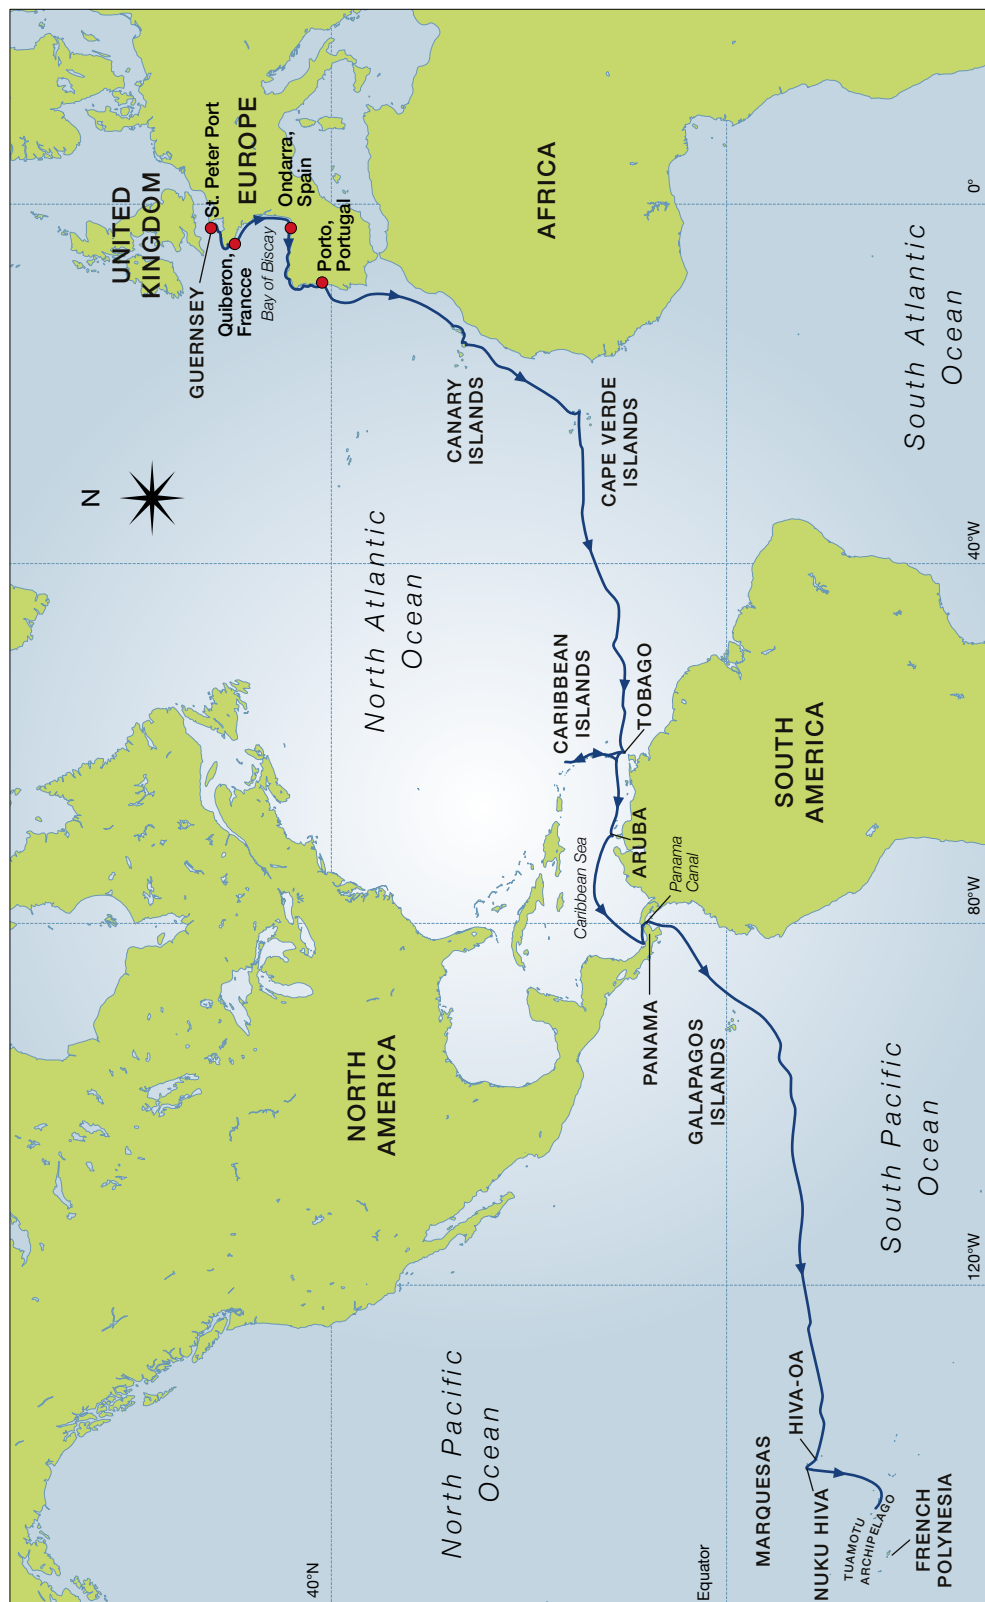 UNITED
KINGDOM
GUERNSEY
St. Peter Port
Quiberon,
Francce
EUROPE
Bay of Biscay
Ondarra,
Spain
Porto,
Portugal
N
40°N
NORTH
AMERICA
North Atlantic
Ocean
CANARY
ISLANDS
AFRICA
North Pacific
Ocean
CARIBBEAN
ISLANDS
Caribbean Sea
CAPE VERDE
ISLANDS
TOBAGO
ARUBA
Panama
Canal
PANAMA
GALAPAGOS
ISLANDS
Equator
SOUTH
AMERICA
MARQUESAS
HIVA-OA
NUKU HIVA
TUAMOTU
ARCHIPELAGO
FRENCH
POLYNESIA
South Pacific
Ocean
South Atlantic
Ocean
120°W
80°W
40°W
0°